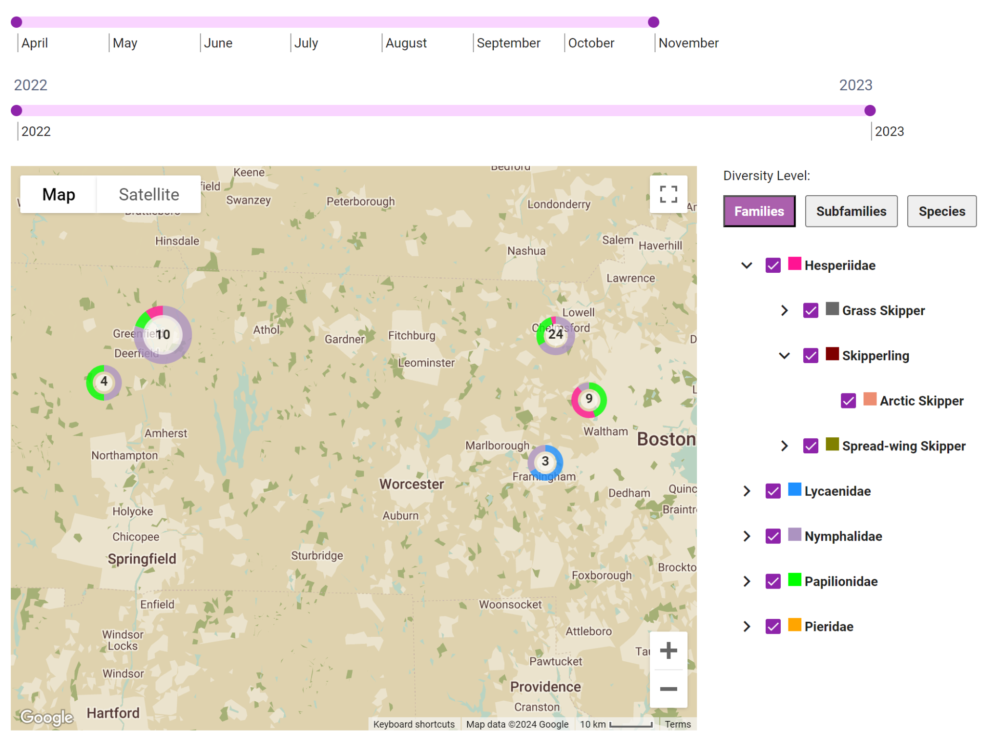 April May June July August September October November
2022 2023
2022 2023
Map Satellite
Keene
Bedford
field
Swanzey
Peterborough
Londonderry
Brattleboro
Hinsdale
Salem
Haverhill
Nashua
Lawrence
Lowell
Chelmsford
24
Greenfield
10
Athol
Gardner
Fitchburg
Deerfield
Leominster
4
9
Amherst
Waltham
Boston
Marlborough
Northampton
3
Framingham
Worcester
Dedham
Quinc
Holyoke
Auburn
Braintr
Chicopee
Springfield
Sturbridge
Brockto
Foxborough
Enfield
Woonsocket
Windsor
Locks
Attleboro
Windsor
Pawtucket
Providence
Cranston
Hartford
Google
Keyboard shortcuts Map data ©2024 Google 10 km Terms
Diversity Level:
Families Subfamilies Species
Hesperiidae
Grass Skipper
Skipperling
Arctic Skipper
Spread-wing Skipper
Lycaenidae
Nymphalidae
Papilionidae
Pieridae